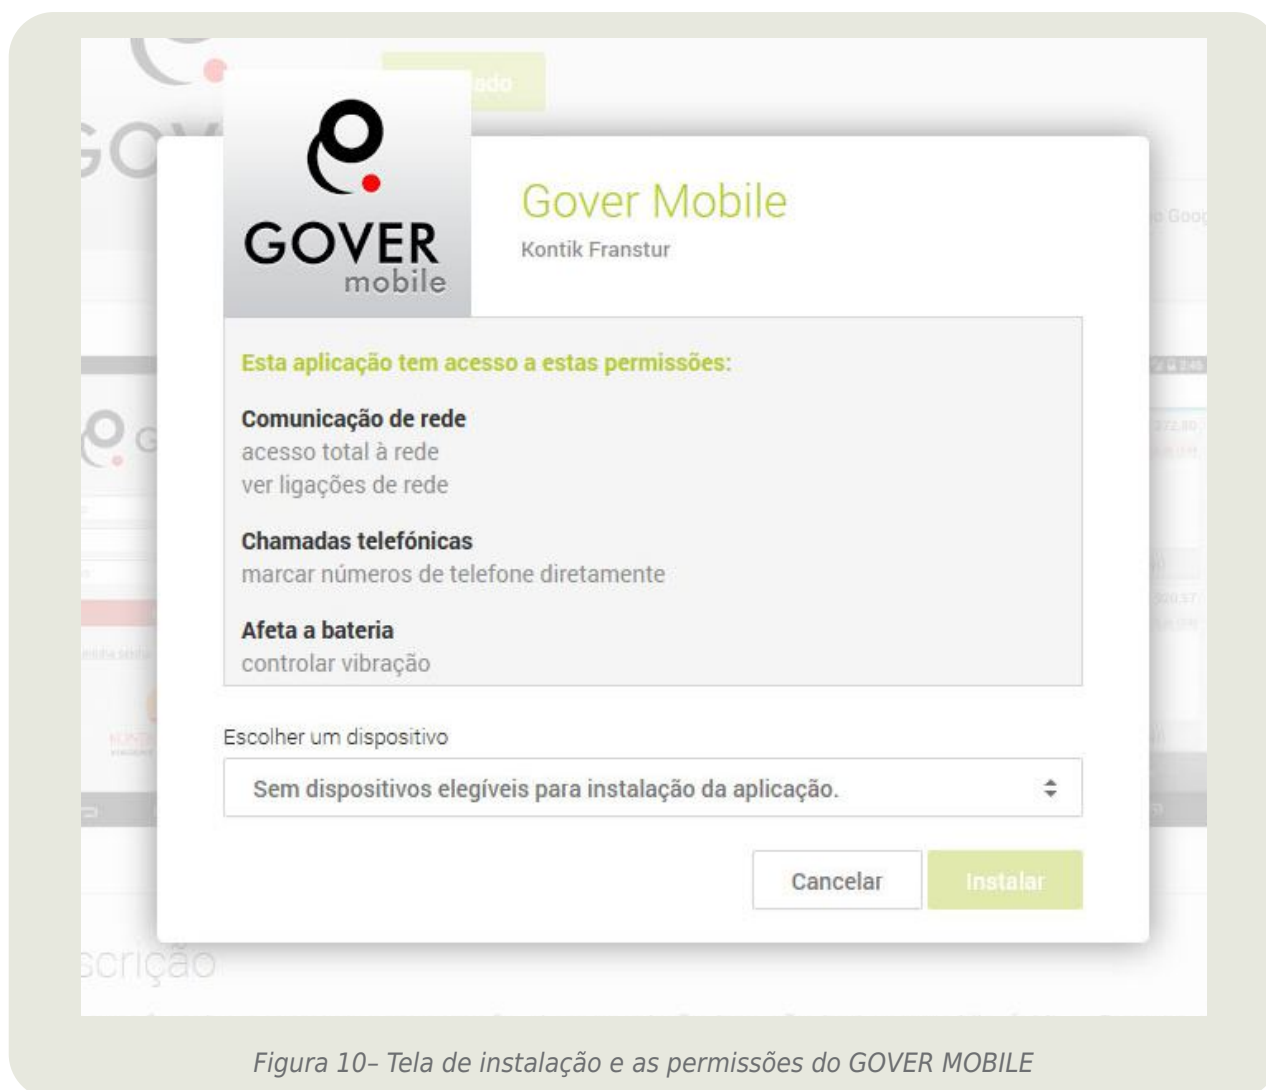 GOVER
mobile
Gover Mobile
Kontik Franstur
Esta aplicação tem acesso a estas permissões:
Comunicação de rede
acesso total à rede
ver ligações de rede
Chamadas telefónicas
marcar números de telefone diretamente
Afeta a bateria
controlar vibração
Escolher um dispositivo
Sem dispositivos elegíveis para instalação da aplicação.
Cancelar
Instalar
Figura 10– Tela de instalação e as permissões do GOVER MOBILE